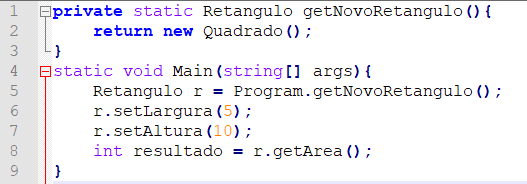 1 private static Retangulo getNovoRetangulo(){
2 return new Quadrado();
3 }
4 static void Main(string[] args){
5 Retangulo r = Program.getNovoRetangulo();
6 r.setLargura(5);
7 r.setAltura(10);
8 int resultado = r.getArea();
9 }